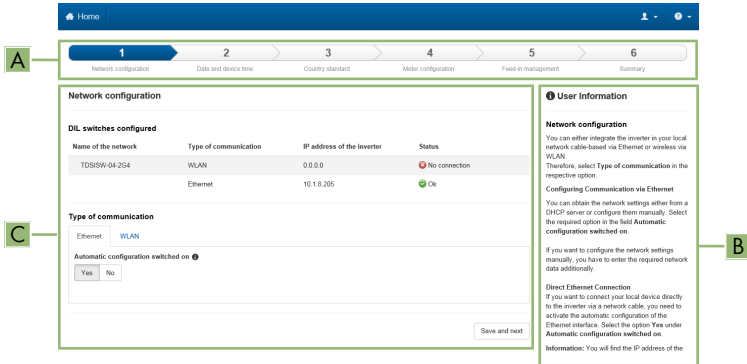 Home
1 2 3 4 5 6
Network configuration Date and device time Country standard Meter configuration Feed-in management Summary
A
Network configuration
DIL switches configured
Name of the network Type of communication IP address of the inverter Status
TDSISW-04-2G4 WLAN 0.0.0.0 No connection
Ethernet 10.1.8.205 Ok
Type of communication
Ethernet WLAN
Automatic configuration switched on
Yes No
Save and next
C
User Information
Network configuration
You can either integrate the inverter in your local
network cable-based via Ethernet or wireless via
WLAN.
Therefore, select Type of communication in the
respective option.
Configuring Communication via Ethernet
You can obtain the network settings either from a
DHCP server or configure them manually. Select
the required option in the field Automatic
configuration switched on.
If you want to configure the network settings
manually, you have to enter the required network
data additionally.
Direct Ethernet Connection
If you want to connect your local device directly
to the inverter via a network cable, you need to
activate the automatic configuration of the
Ethernet interface. Select the option Yes under
Automatic configuration switched on.
Information: You will find the IP address of the
B